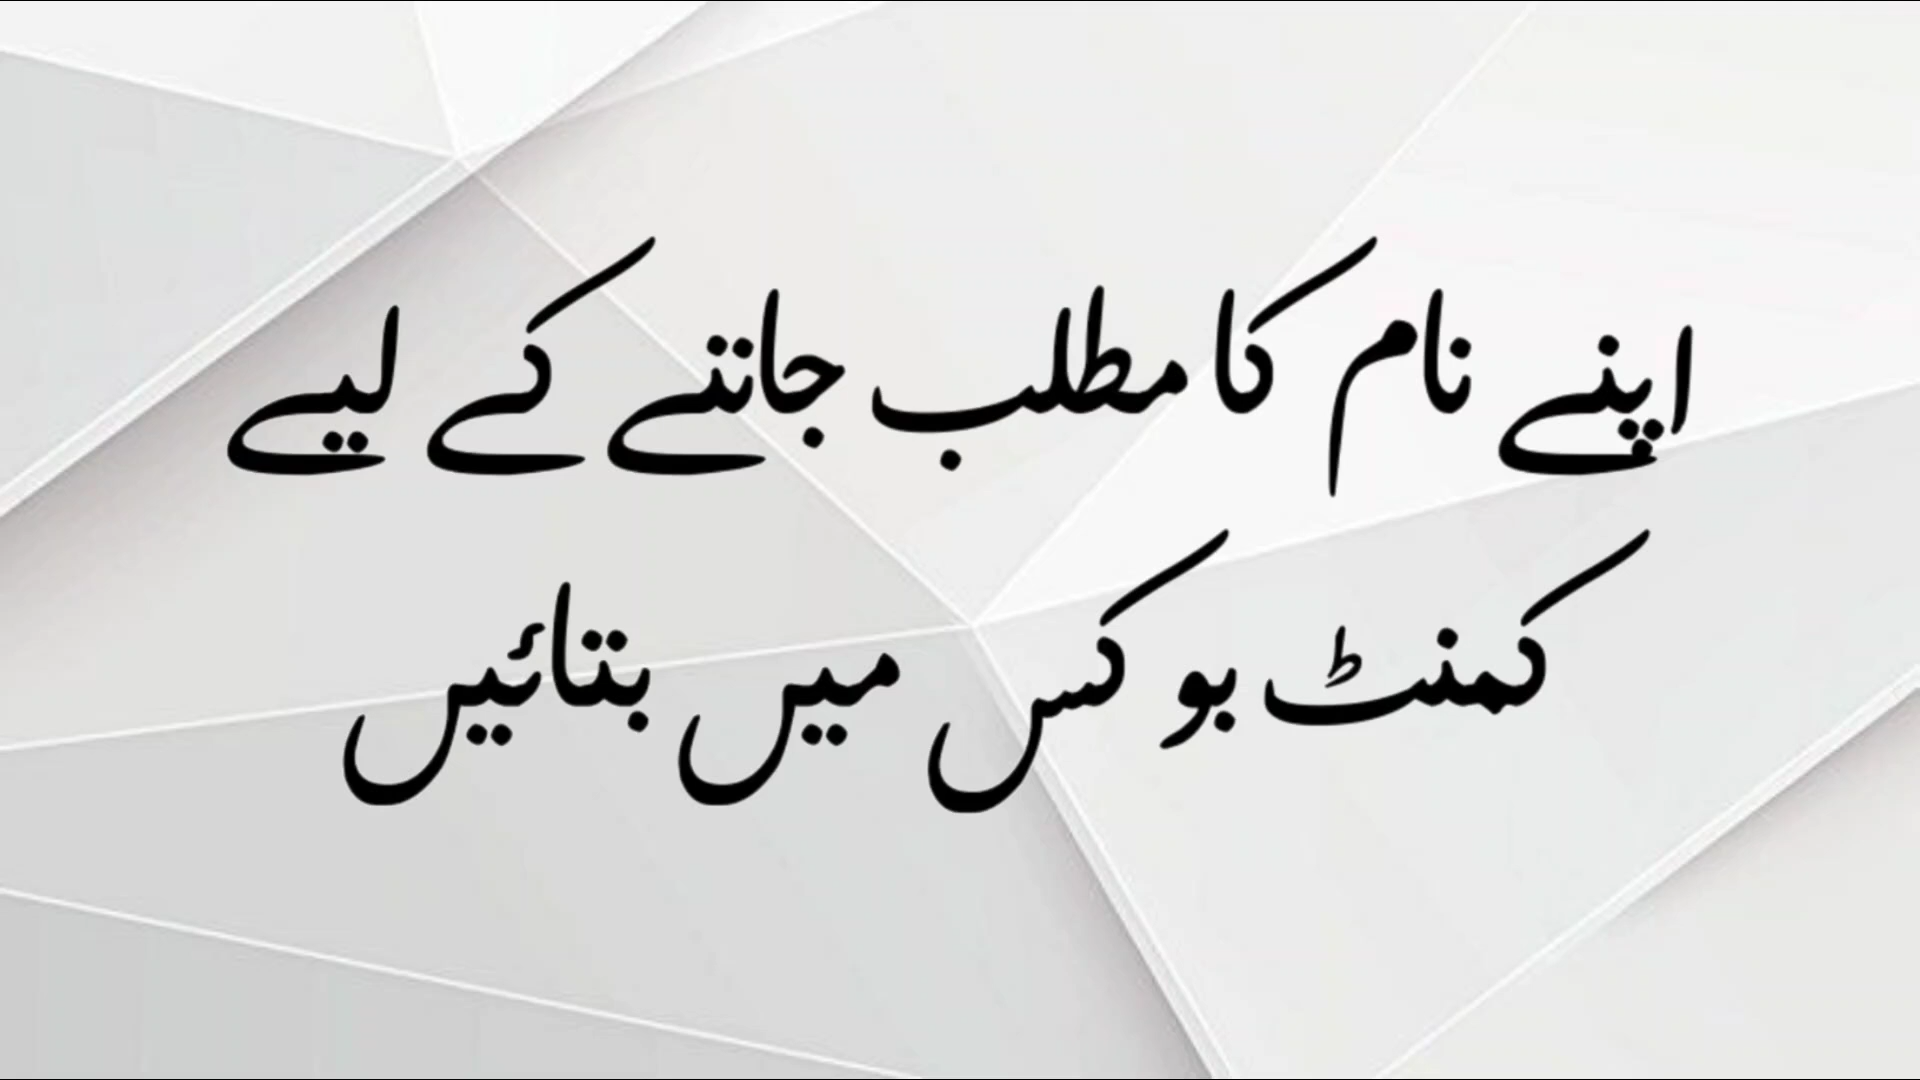 اپنے نام کا مطلب جاننے کے لیے
کمنٹ بوکس میں بتائیں